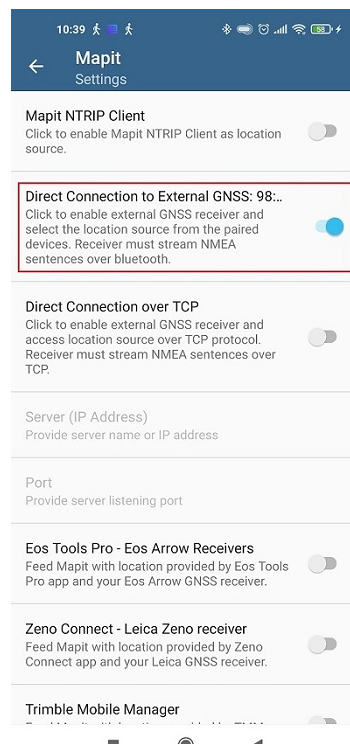 10:39
58
Mapit
Settings
Mapit NTRIP Client
Click to enable Mapit NTRIP Client as location
source.
Direct Connection to External GNSS: 98:..
Click to enable external GNSS receiver and
select the location source from the paired
devices. Receiver must stream NMEA
sentences over bluetooth.
Direct Connection over TCP
Click to enable external GNSS receiver and
access location source over TCP protocol.
Receiver must stream NMEA sentences over
TCP.
Server (IP Address)
Provide server name or IP address
Port
Provide server listening port
Eos Tools Pro - Eos Arrow Receivers
Feed Mapit with location provided by Eos Tools
Pro app and your Eos Arrow GNSS receiver.
Zeno Connect - Leica Zeno receiver
Feed Mapit with location provided by Zeno
Connect app and your Leica GNSS receiver.
Trimble Mobile Manager